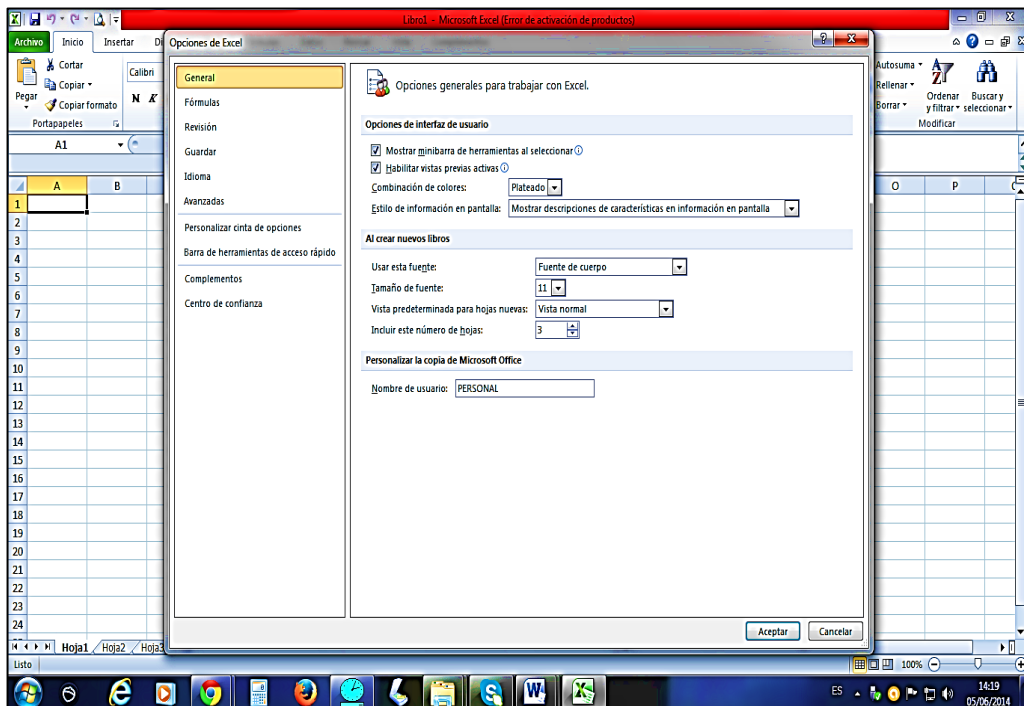 Libro1 - Microsoft Excel (Error de activación de productos)
Archivo Inicio Insertar
Opciones de Excel
Cortar
Copiar
Copiar formato
Pegar
Portapapeles
Calibri
N K
Autosuma
Rellenar
Borrar
Ordenar y filtrar
Buscar y seleccionar
Modificar
A1
A B O P
1
2
3
4
5
6
7
8
9
10
11
12
13
14
15
16
17
18
19
20
21
22
23
24
General
Fórmulas
Revisión
Guardar
Idioma
Avanzadas
Personalizar cinta de opciones
Barra de herramientas de acceso rápido
Complementos
Centro de confianza
Opciones generales para trabajar con Excel.
Opciones de interfaz de usuario
Mostrar minibarra de herramientas al seleccionar
Habilitar vistas previas activas
Combinación de colores: Plateado
Estilo de información en pantalla: Mostrar descripciones de características en información en pantalla
Al crear nuevos libros
Usar esta fuente: Fuente de cuerpo
Tamaño de fuente: 11
Vista predeterminada para hojas nuevas: Vista normal
Incluir este número de hojas: 3
Personalizar la copia de Microsoft Office
Nombre de usuario: PERSONAL
Aceptar Cancelar
Hoja1 Hoja2 Hoja3
Listo
100%
ES
14:19
05/06/2014